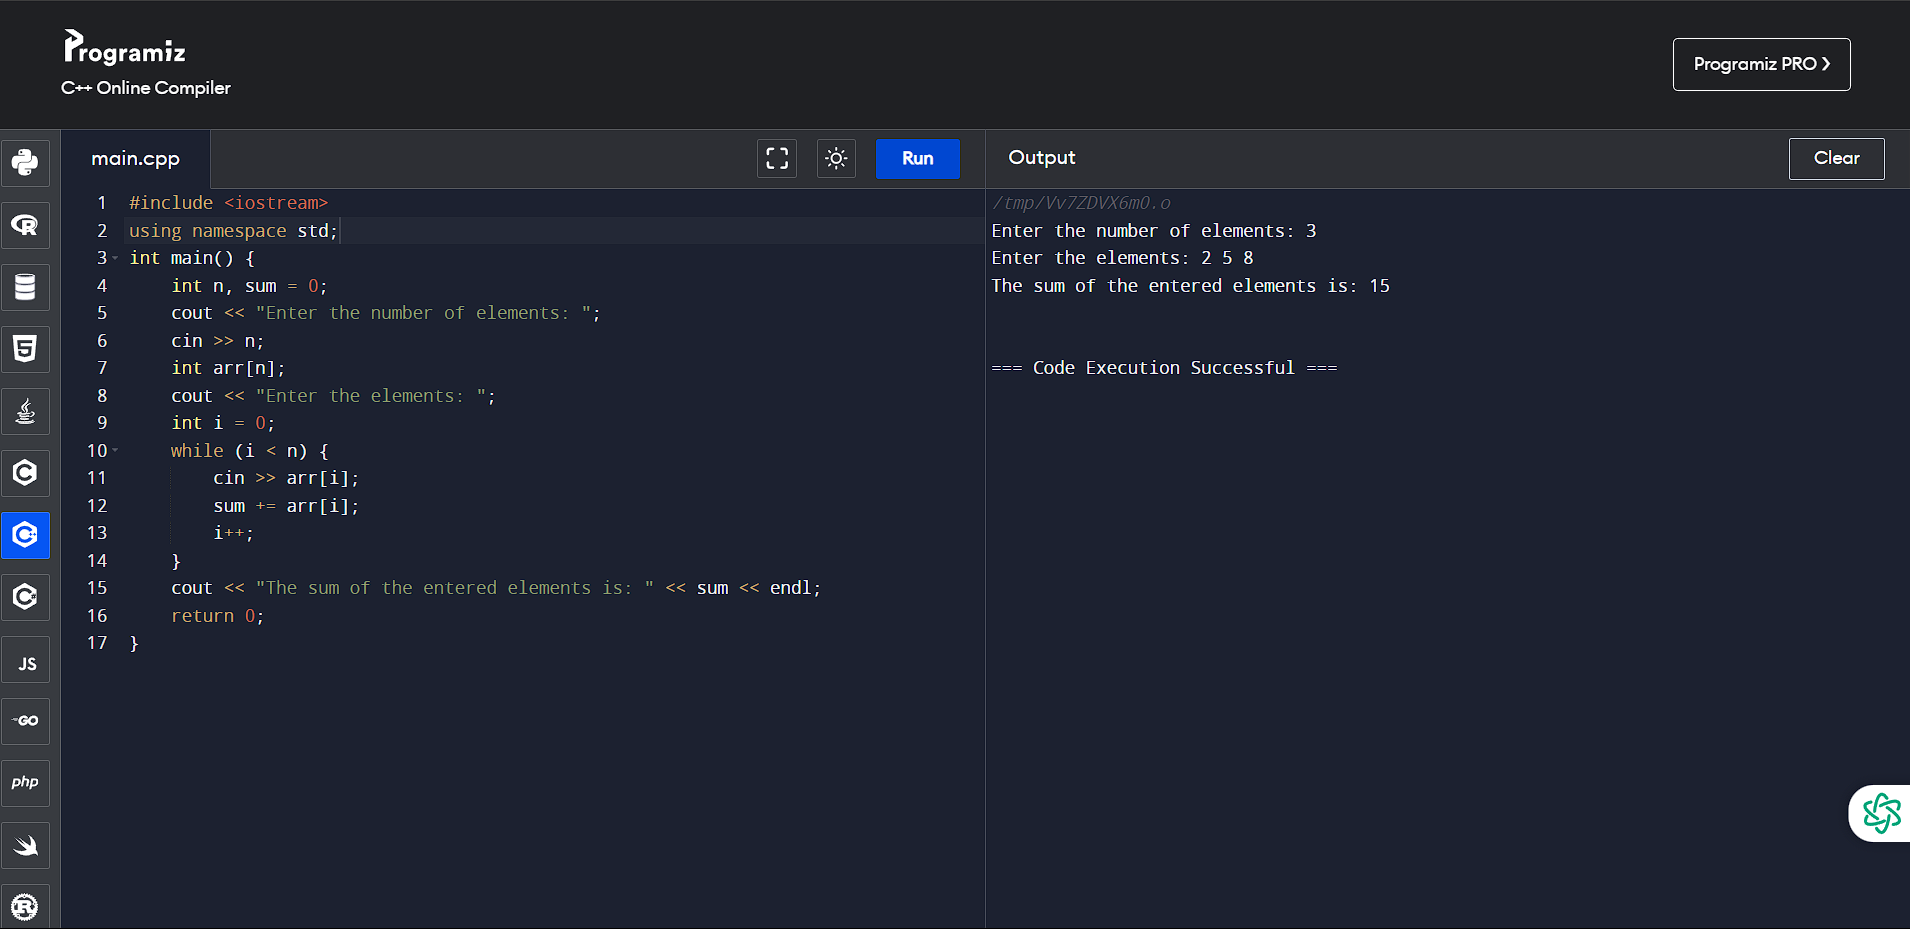 Programiz
C++ Online Compiler
Programiz PRO ❯
main.cpp
Run
Output
Clear
1 #include <iostream>
2 using namespace std;
3 int main() {
4     int n, sum = 0;
5     cout << "Enter the number of elements: ";
6     cin >> n;
7     int arr[n];
8     cout << "Enter the elements: ";
9     int i = 0;
10     while (i < n) {
11         cin >> arr[i];
12         sum += arr[i];
13         i++;
14     }
15     cout << "The sum of the entered elements is: " << sum << endl;
16     return 0;
17 }
/tmp/Vv7ZDVX6mO.o
Enter the number of elements: 3
Enter the elements: 2 5 8
The sum of the entered elements is: 15
=== Code Execution Successful ===
R
5
C
C++
C#
JS
GO
php
R